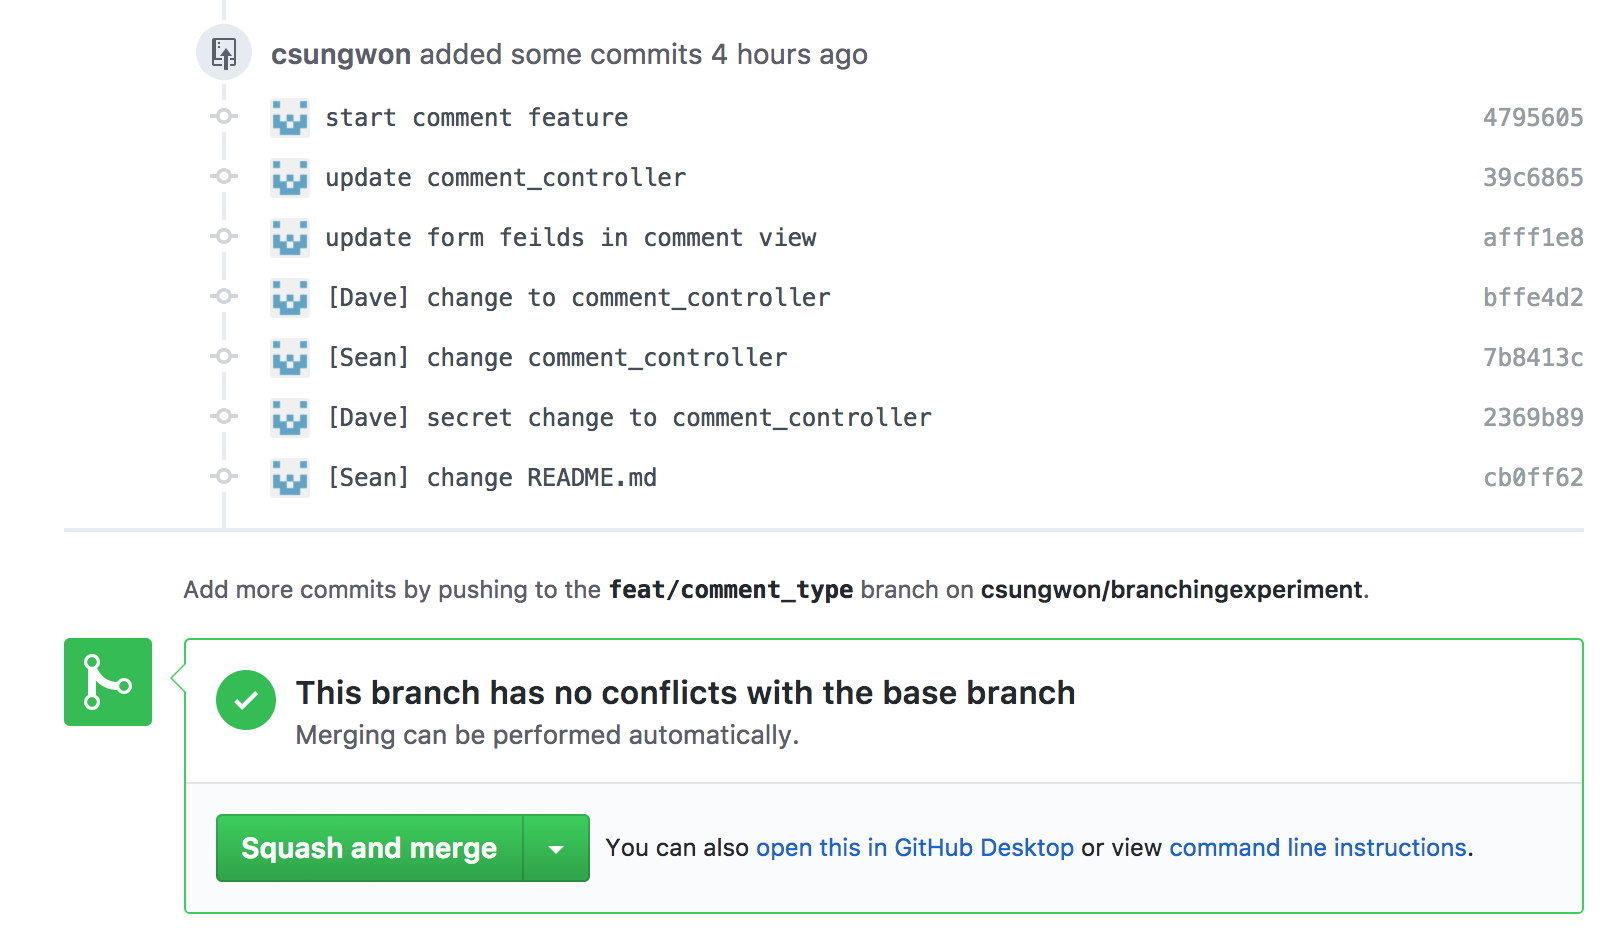 csungwon added some commits 4 hours ago
start comment feature 4795605
update comment_controller 39c6865
update form feilds in comment view afff1e8
[Dave] change to comment_controller bffe4d2
[Sean] change comment_controller 7b8413c
[Dave] secret change to comment_controller 2369b89
[Sean] change README.md cb0ff62
Add more commits by pushing to the feat/comment_type branch on csungwon/branchingexperiment.
This branch has no conflicts with the base branch
Merging can be performed automatically.
Squash and merge You can also open this in GitHub Desktop or view command line instructions.